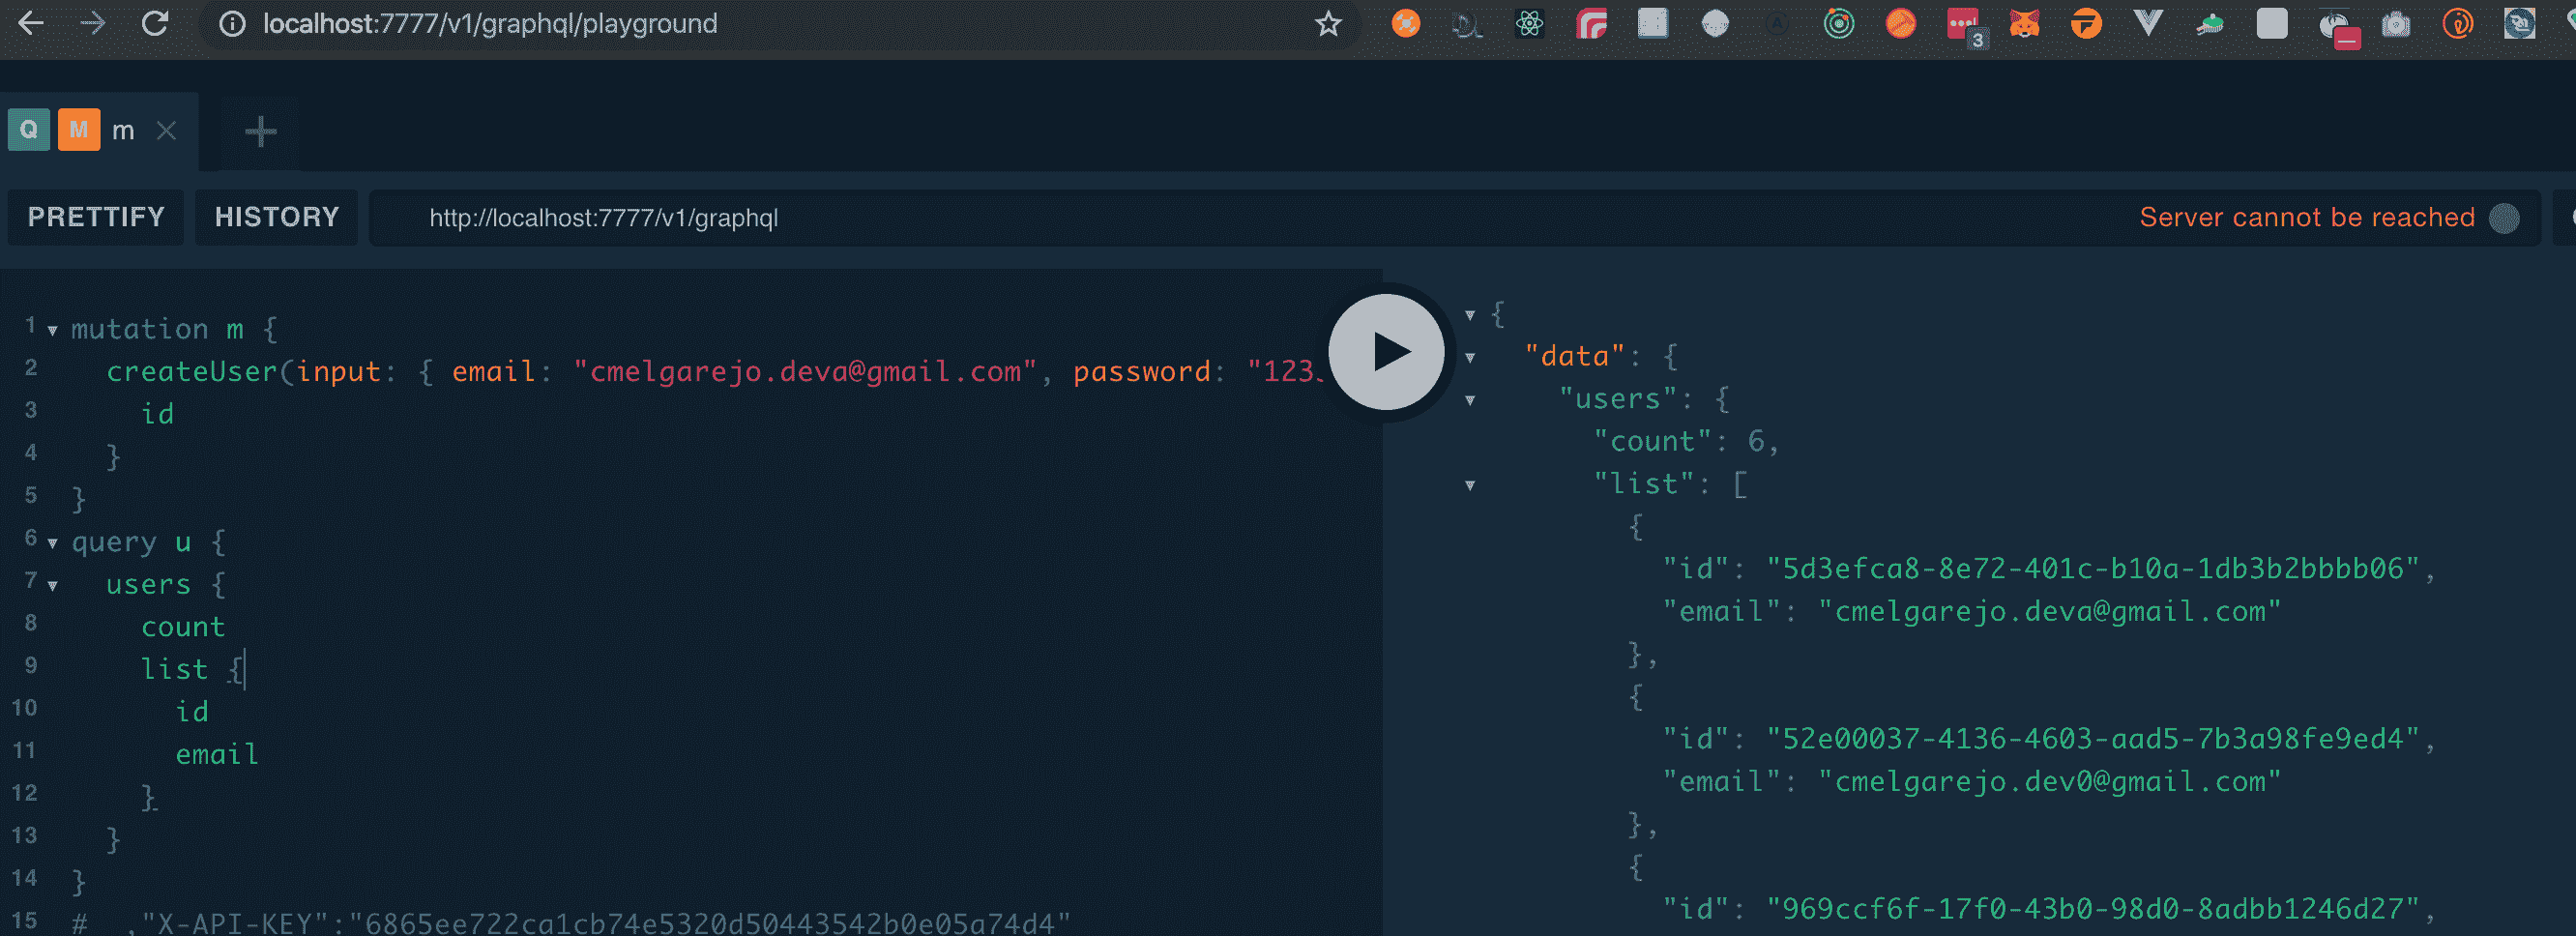 localhost:7777/v1/graphql/playground
3
Q M m
PRETTIFY HISTORY http://localhost:7777/v1/graphql Server cannot be reached
1 mutation m {
2 createUser(input: { email: "cmelgarejo.deva@gmail.com", password: "123
3 id
4 }
5 }
6 query u {
7 users {
8 count
9 list {
10 id
11 email
12 }
13 }
14 }
15 # ,"X-API-KEY":"6865ee722ca1cb74e5320d50443542b0e05a74d4"
{
"data": {
"users": {
"count": 6,
"list": [
{
"id": "5d3efca8-8e72-401c-b10a-1db3b2bbbb06",
"email": "cmelgarejo.deva@gmail.com"
},
{
"id": "52e00037-4136-4603-aad5-7b3a98fe9ed4",
"email": "cmelgarejo.dev0@gmail.com"
},
{
"id": "969ccf6f-17f0-43b0-98d0-8adbb1246d27",